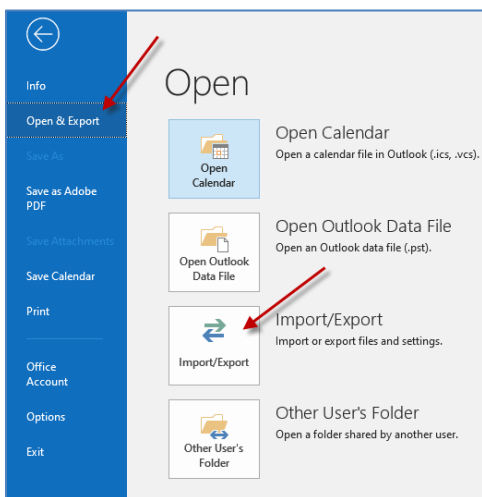 Info
Open & Export
Save As
Save as Adobe
PDF
Save Attachments
Save Calendar
Print
Office
Account
Options
Exit
Open
Open
Calendar
Open Calendar
Open a calendar file in Outlook (.ics, .vcs).
Open Outlook
Data File
Open Outlook Data File
Open an Outlook data file (.pst).
Import/Export
Import/Export
Import or export files and settings.
Other User's
Folder
Other User's Folder
Open a folder shared by another user.